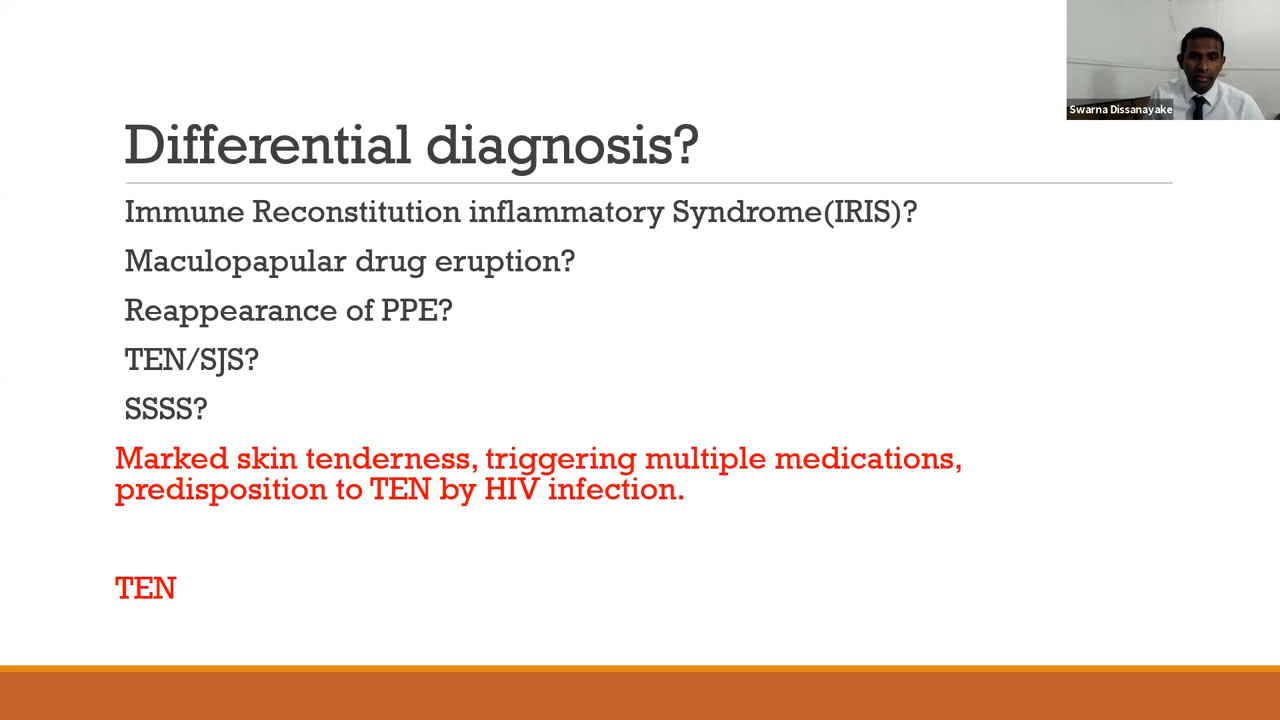 Swarna Dissanayake
Differential diagnosis?
Immune Reconstitution inflammatory Syndrome(IRIS)?
Maculopapular drug eruption?
Reappearance of PPE?
TEN/SJS?
SSSS?
Marked skin tenderness, triggering multiple medications,
predisposition to TEN by HIV infection.
TEN